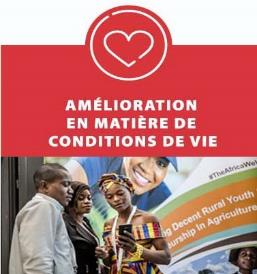 AMÉLIORATION
EN MATIÈRE DE
CONDITIONS DE VIE
#TheAfricaWe
Decent Rural Youth
urship In Agriculture